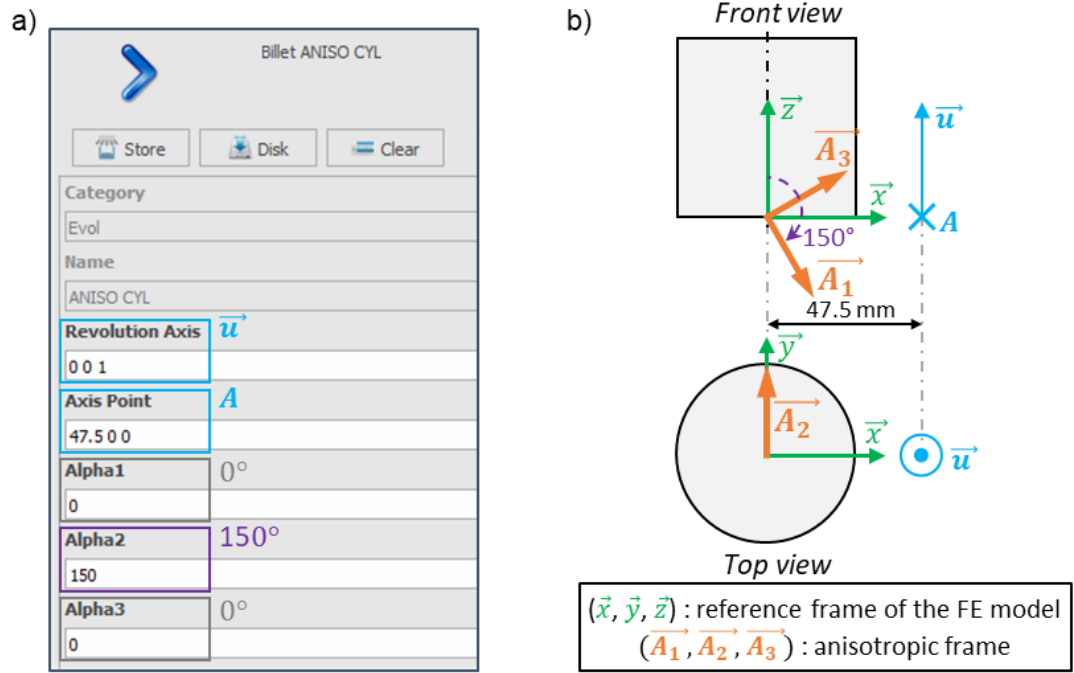 a)
Billet ANISO CYL
Store
Disk
Clear
Category
Evol
Name
ANISO CYL
Revolution Axis u⃗
0 0 1
Axis Point A
47.5 0 0
Alpha1 0°
0
Alpha2 150°
150
Alpha3 0°
0
b)
Front view
z⃗
u⃗
A₃⃗
x⃗
A
150°
A₁⃗
47.5 mm
y⃗
A₂⃗
x⃗
u⃗
Top view
(x⃗, y⃗, z⃗) : reference frame of the FE model
(A₁⃗, A₂⃗, A₃⃗) : anisotropic frame